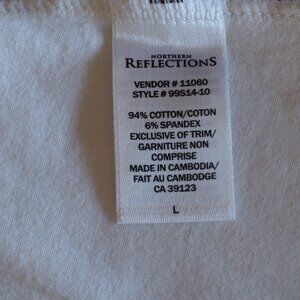 NORTHERN
REFLECTIONS
VENDOR # 11060
STYLE # 99S14-10
94% COTTON/COTON
6% SPANDEX
EXCLUSIVE OF TRIM/
GARNITURE NON
COMPRISE
MADE IN CAMBODIA/
FAIT AU CAMBODGE
CA 39123
L